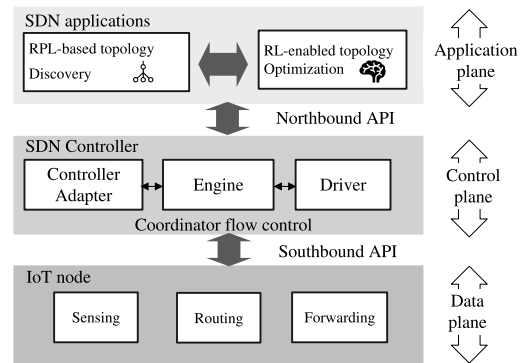 SDN applications
RPL-based topology
Discovery
RL-enabled topology
Optimization
Application
plane
Northbound API
SDN Controller
Controller
Adapter
Engine
Driver
Coordinator flow control
Control
plane
Southbound API
IoT node
Sensing
Routing
Forwarding
Data
plane